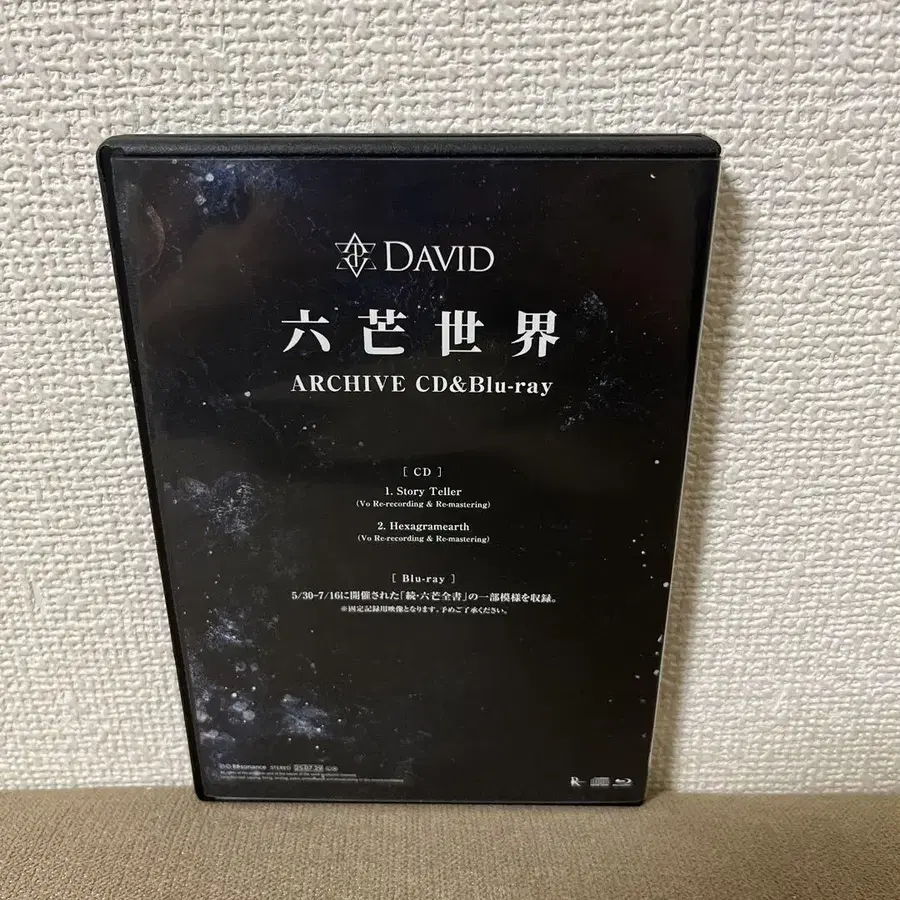 DAVID
六芒世界
ARCHIVE CD&Blu-ray
[ CD ]
1. Story Teller
(Vo Re-recording & Re-mastering)
2. Hexagramearth
(Vo Re-recording & Re-mastering)
[ Blu-ray ]
5/30-7/16に開催された「続・六芒全書」の一部模様を収録。
※固定記録用映像となります。予めご了承ください。
Resonance STEREO